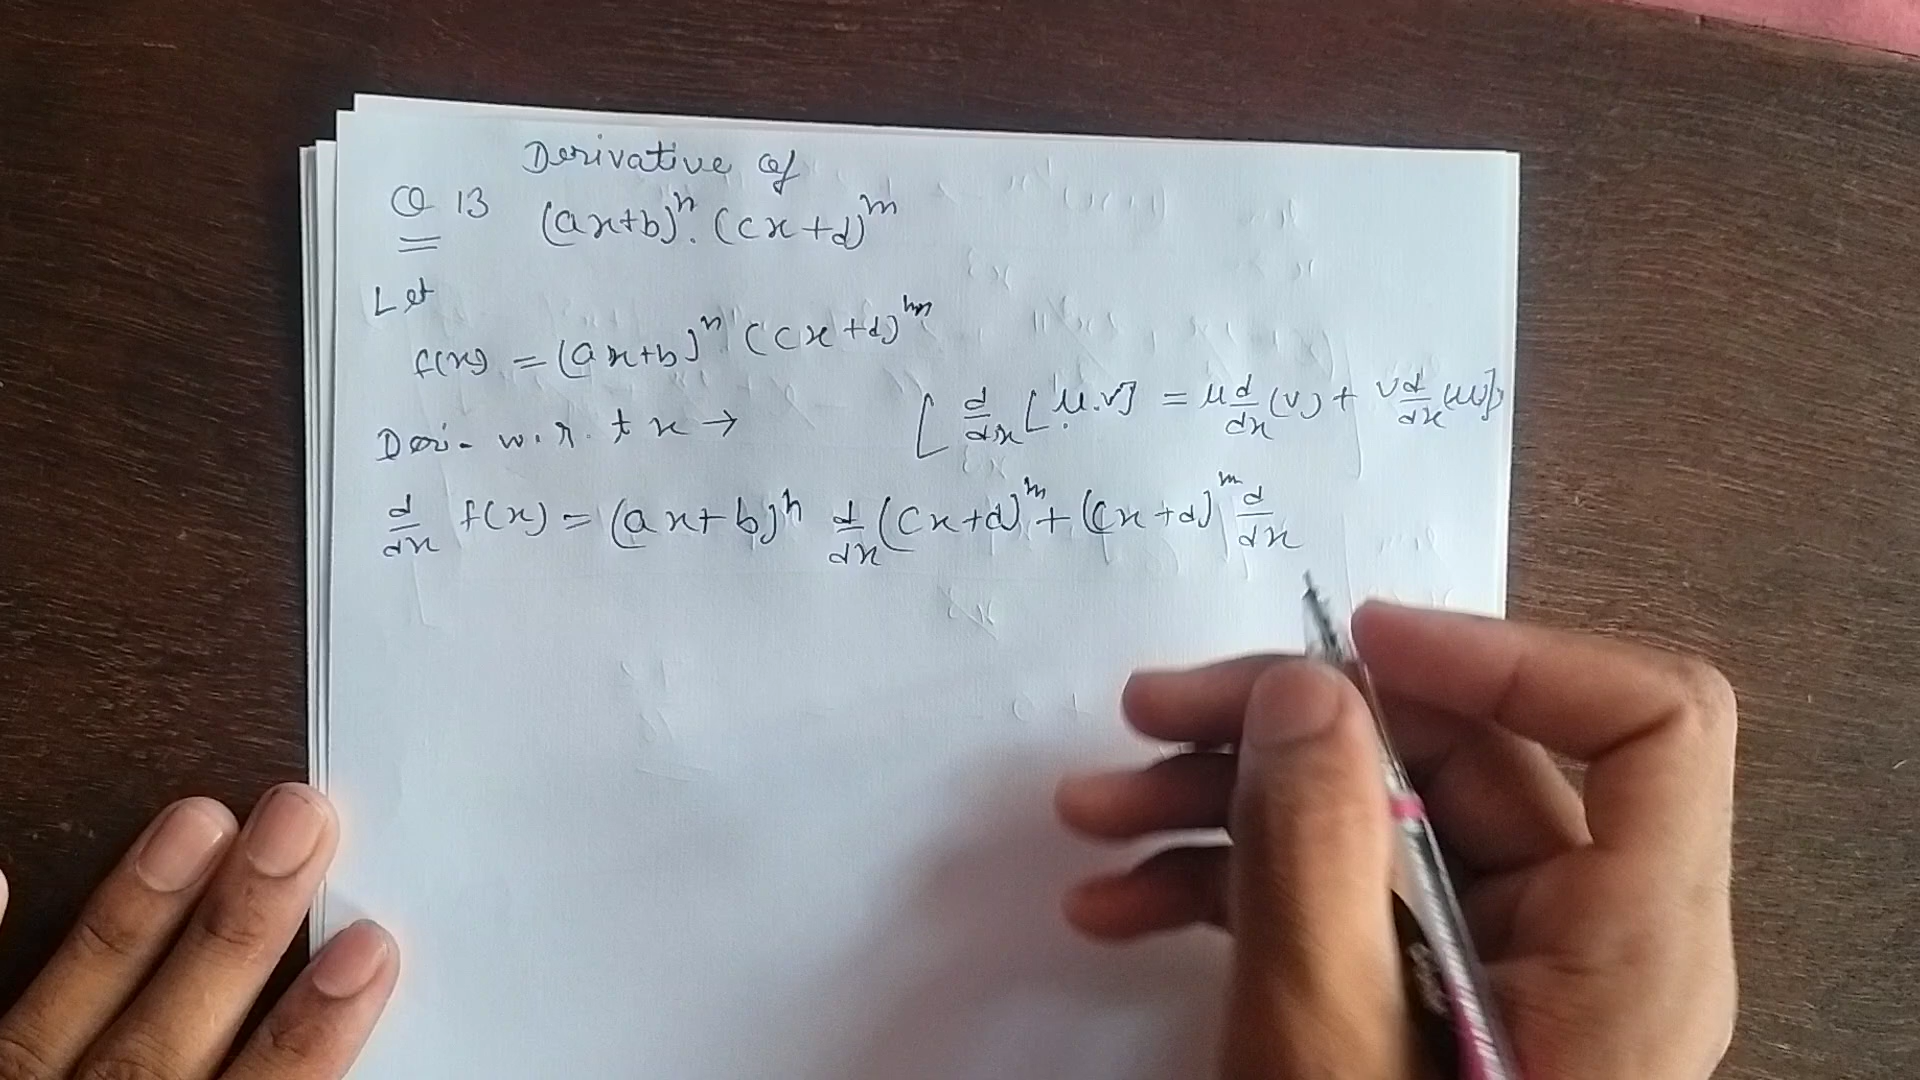 Derivative of
Q 13 (ax+b)^n . (cx+d)^m
Let
f(x) = (ax+b)^n (cx+d)^m
Deri- w.r.t x → [ d/dx [u.v] = u d/dx (v) + v d/dx (u)]
d/dx f(x) = (ax+b)^n d/dx (cx+d)^m + (cx+d)^m d/dx